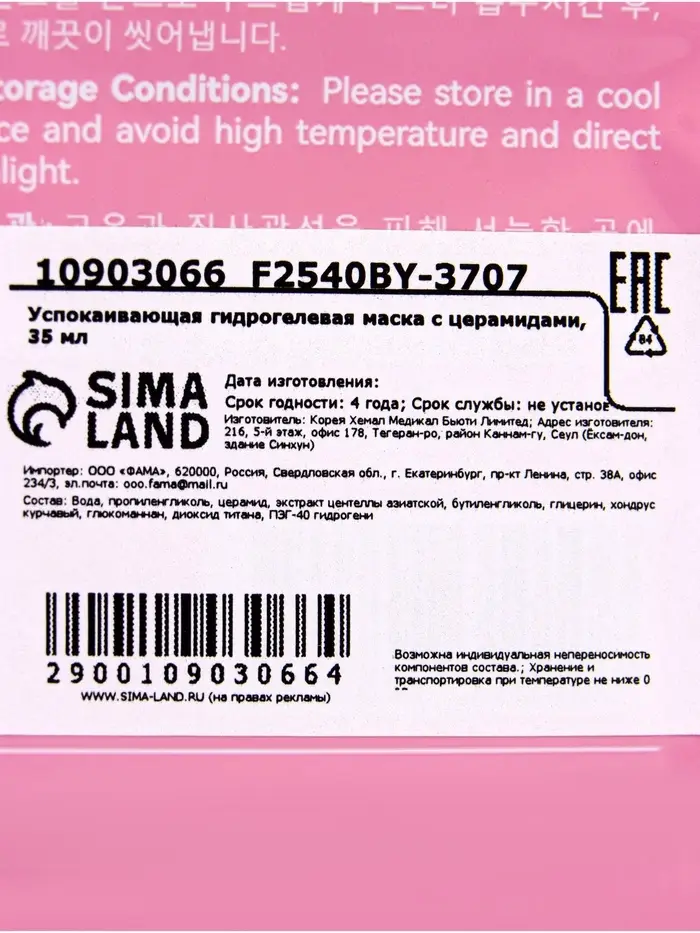 로 깨끗이 씻어냅니다.
torage Conditions: Please store in a cool
ce and avoid high temperature and direct
light.
10903066 F2540BY-3707
EAC
84
Успокаивающая гидрогелевая маска с церамидами,
35 мл
SIMA
LAND
Дата изготовления:
Срок годности: 4 года; Срок службы: не устано
Изготовитель: Корея Хемал Медикал Бьюти Лимитед; Адрес изготовителя:
216, 5-й этаж, офис 178, Тегеран-ро, район Каннам-гу, Сеул (Ёксам-дон,
здание Синхун)
Импортер: ООО «ФАМА», 620000, Россия, Свердловская обл., г. Екатеринбург, пр-кт Ленина, стр. 38А, офис
234/3, эл.почта: ooo.fama@mail.ru
Состав: Вода, пропиленгликоль, церамид, экстракт центеллы азиатской, бутиленгликоль, глицерин, хондрус
курчавый, глюкоманнан, диоксид титана, ПЭГ-40 гидрогени
2900109030664
WWW.SIMA-LAND.RU (на правах рекламы)
Возможна индивидуальная непереносимость
компонентов состава.; Хранение и
транспортировка при температуре не ниже 0